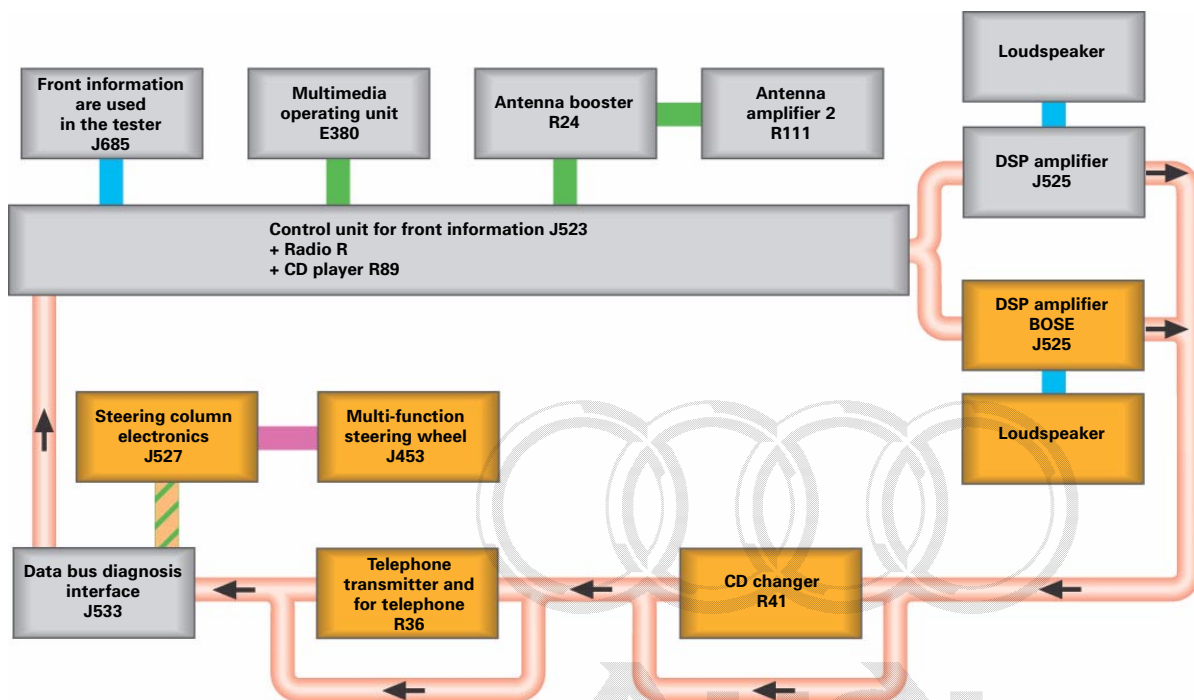 Front information
are used
in the tester
J685
Multimedia
operating unit
E380
Antenna booster
R24
Antenna
amplifier 2
R111
Loudspeaker
DSP amplifier
J525
Control unit for front information J523
+ Radio R
+ CD player R89
DSP amplifier
BOSE
J525
Loudspeaker
Steering column
electronics
J527
Multi-function
steering wheel
J453
Data bus diagnosis
interface
J533
Telephone
transmitter and
for telephone
R36
CD changer
R41